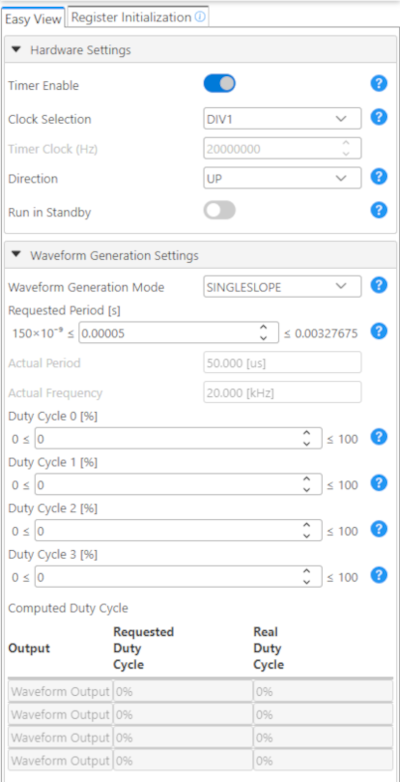 Easy View Register Initialization
Hardware Settings
Timer Enable
Clock Selection DIV1
Timer Clock (Hz) 20000000
Direction UP
Run in Standby
Waveform Generation Settings
Waveform Generation Mode SINGLESLOPE
Requested Period [s]
150×10⁻⁹ ≤ 0.00005 ≤ 0.00327675
Actual Period 50.000 [us]
Actual Frequency 20.000 [kHz]
Duty Cycle 0 [%]
0 ≤ 0 ≤ 100
Duty Cycle 1 [%]
0 ≤ 0 ≤ 100
Duty Cycle 2 [%]
0 ≤ 0 ≤ 100
Duty Cycle 3 [%]
0 ≤ 0 ≤ 100
Computed Duty Cycle
Output Requested Duty Cycle Real Duty Cycle
Waveform Output 0% 0%
Waveform Output 0% 0%
Waveform Output 0% 0%
Waveform Output 0% 0%